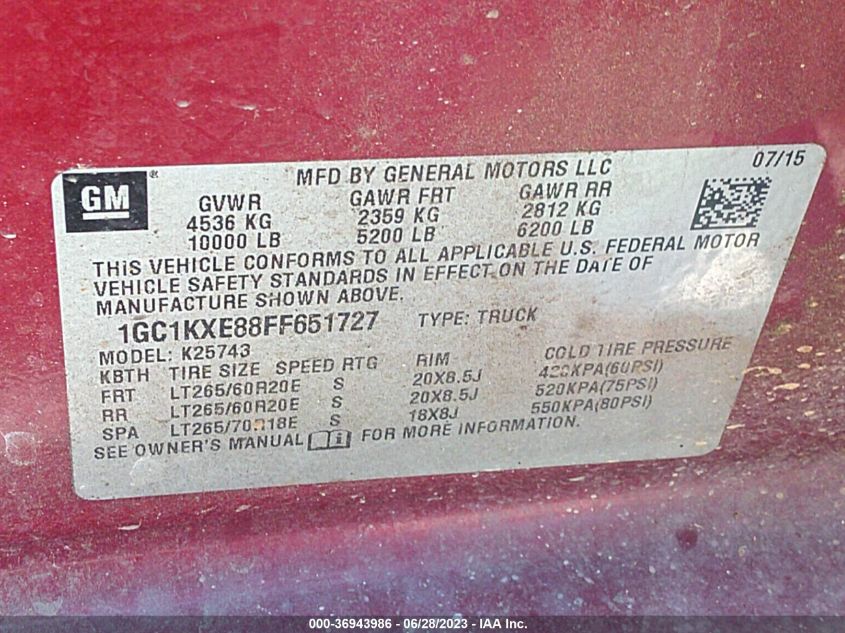 GM ®
MFD BY GENERAL MOTORS LLC 07/15
GVWR GAWR FRT GAWR RR
4536 KG 2359 KG 2812 KG
10000 LB 5200 LB 6200 LB
THIS VEHICLE CONFORMS TO ALL APPLICABLE U.S. FEDERAL MOTOR
VEHICLE SAFETY STANDARDS IN EFFECT ON THE DATE OF
MANUFACTURE SHOWN ABOVE.
1GC1KXE88FF651727 TYPE: TRUCK
MODEL: K25743
KBTH TIRE SIZE SPEED RTG RIM COLD TIRE PRESSURE
FRT LT265/60R20E S 20X8.5J 420KPA(60PSI)
RR LT265/60R20E S 20X8.5J 520KPA(75PSI)
SPA LT265/70R18E S 18X8J 550KPA(80PSI)
SEE OWNER'S MANUAL FOR MORE INFORMATION.
000-36943986 - 06/28/2023 - IAA Inc.